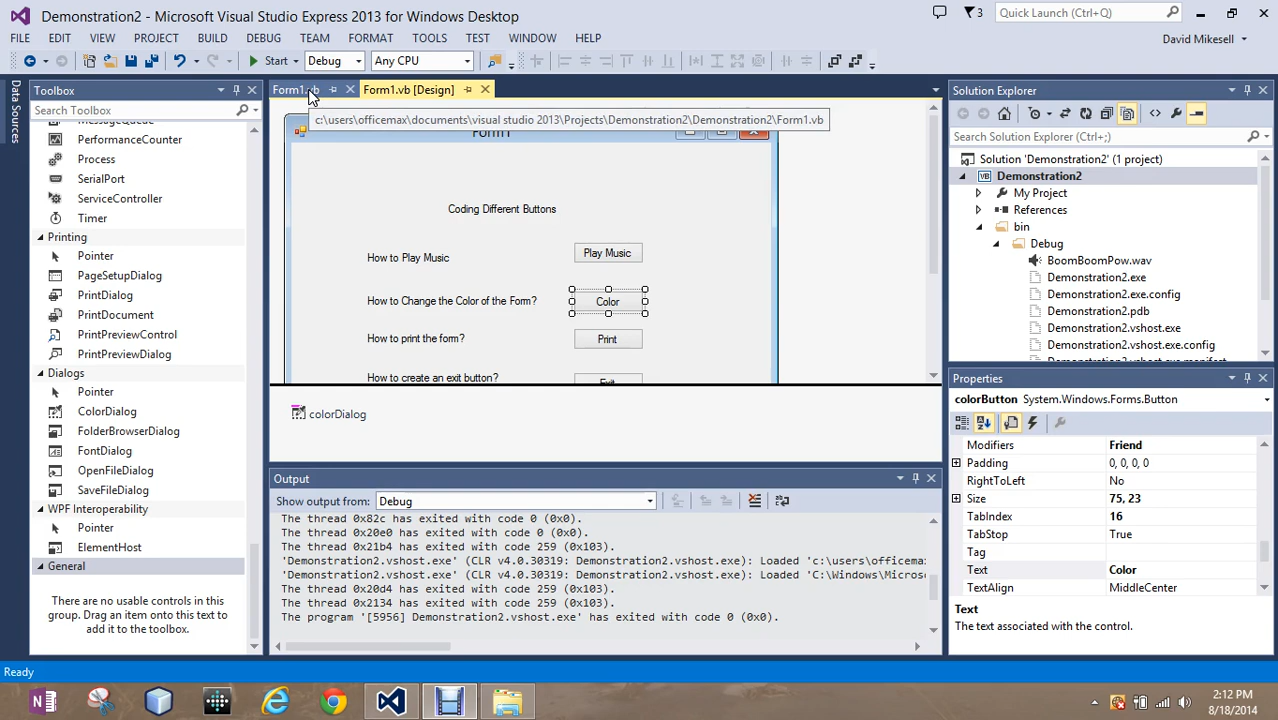 Demonstration2 - Microsoft Visual Studio Express 2013 for Windows Desktop
3
Quick Launch (Ctrl+Q)
FILE EDIT VIEW PROJECT BUILD DEBUG TEAM FORMAT TOOLS TEST WINDOW HELP
David Mikesell
Start Debug Any CPU
Data Sources
Toolbox
Search Toolbox
PerformanceCounter
Process
SerialPort
ServiceController
Timer
Printing
Pointer
PageSetupDialog
PrintDialog
PrintDocument
PrintPreviewControl
PrintPreviewDialog
Dialogs
Pointer
ColorDialog
FolderBrowserDialog
FontDialog
OpenFileDialog
SaveFileDialog
WPF Interoperability
Pointer
ElementHost
General
There are no usable controls in this
group. Drag an item onto this text to
add it to the toolbox.
Form1.vb
Form1.vb [Design]
c:\users\officemax\documents\visual studio 2013\Projects\Demonstration2\Demonstration2\Form1.vb
Form1
Coding Different Buttons
How to Play Music
Play Music
How to Change the Color of the Form?
Color
How to print the form?
Print
How to create an exit button?
Exit
colorDialog
Output
Show output from: Debug
The thread 0x82c has exited with code 0 (0x0).
The thread 0x20e0 has exited with code 0 (0x0).
The thread 0x21b4 has exited with code 259 (0x103).
'Demonstration2.vshost.exe' (CLR v4.0.30319: Demonstration2.vshost.exe): Loaded 'c:\users\officema
'Demonstration2.vshost.exe' (CLR v4.0.30319: Demonstration2.vshost.exe): Loaded 'C:\Windows\Micros
The thread 0x20d4 has exited with code 259 (0x103).
The thread 0x2134 has exited with code 259 (0x103).
The program '[5956] Demonstration2.vshost.exe' has exited with code 0 (0x0).
Solution Explorer
Search Solution Explorer (Ctrl+;)
Solution 'Demonstration2' (1 project)
VB Demonstration2
My Project
References
bin
Debug
BoomBoomPow.wav
Demonstration2.exe
Demonstration2.exe.config
Demonstration2.pdb
Demonstration2.vshost.exe
Demonstration2.vshost.exe.config
Demonstration2.vshost.exe.manifest
Properties
colorButton System.Windows.Forms.Button
Modifiers Friend
Padding 0, 0, 0, 0
RightToLeft No
Size 75, 23
TabIndex 16
TabStop True
Tag
Text Color
TextAlign MiddleCenter
Text
The text associated with the control.
Ready
2:12 PM
8/18/2014